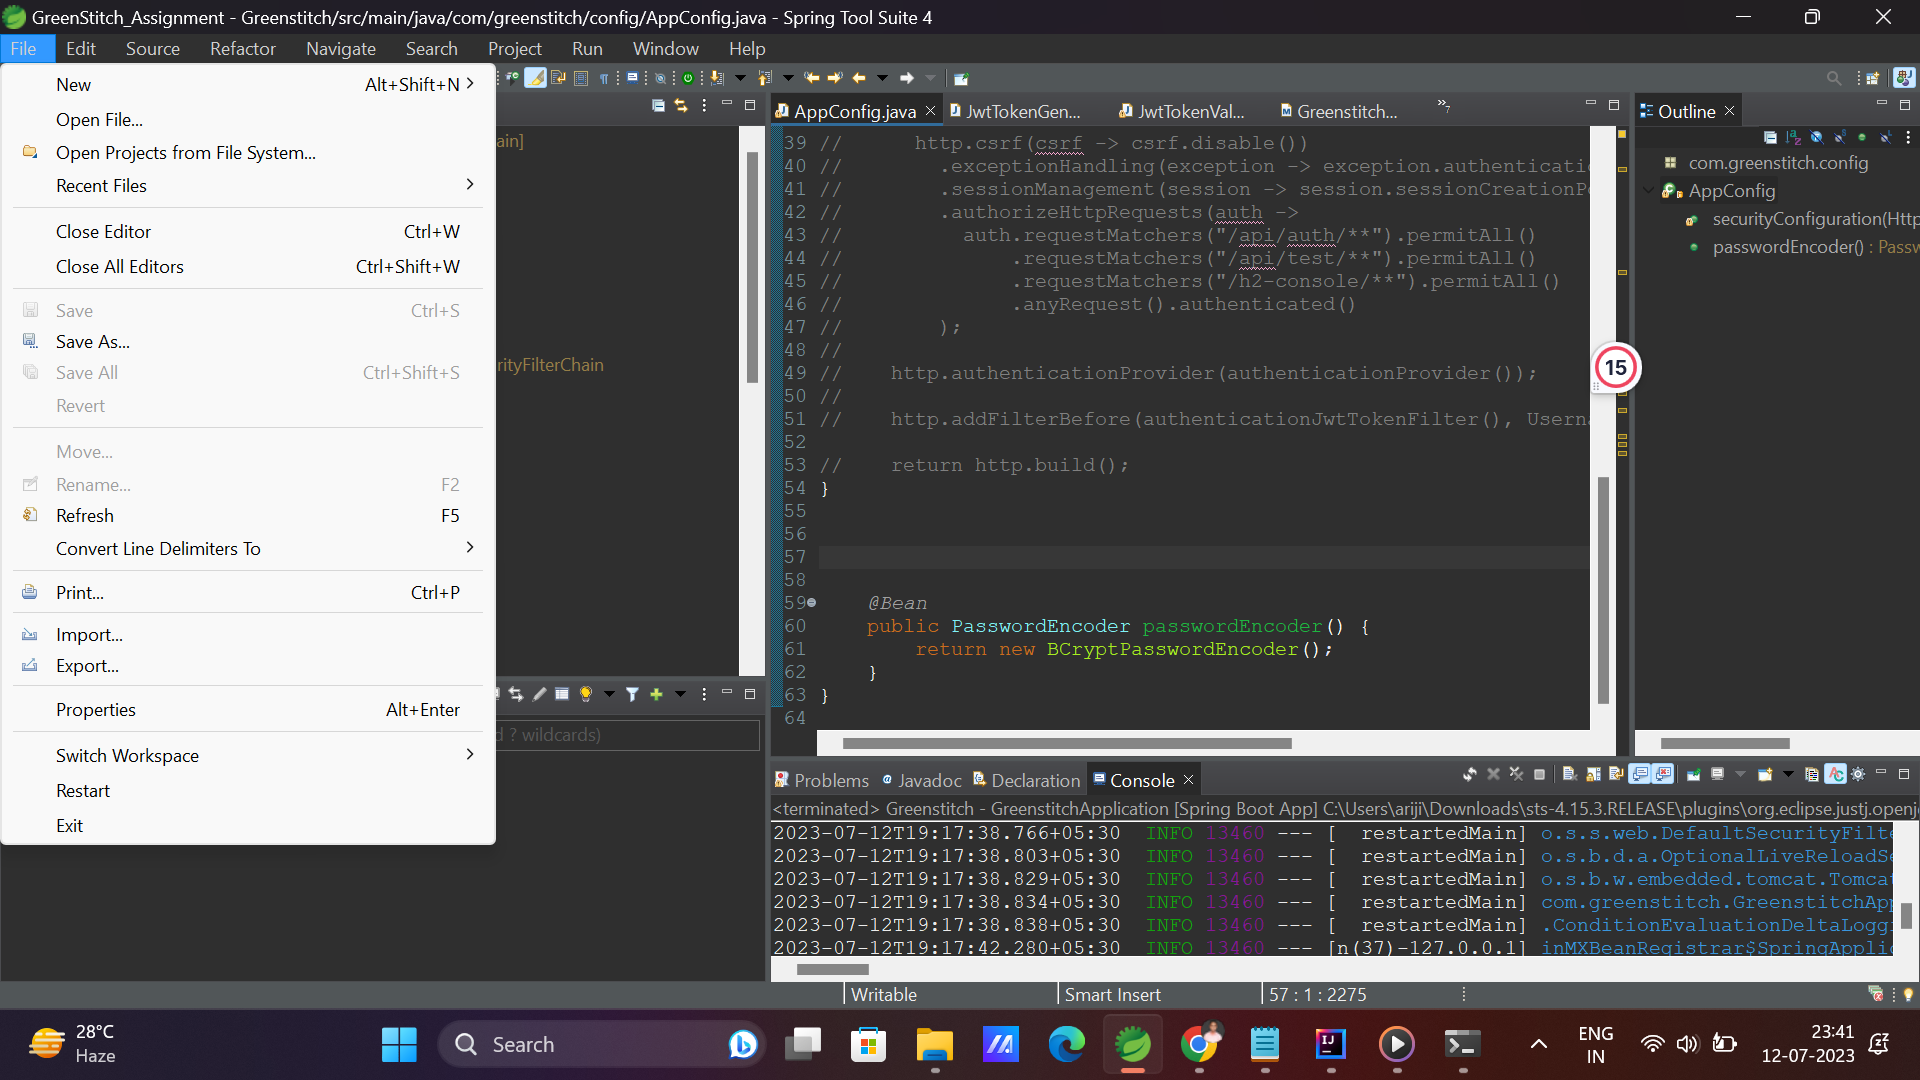 GreenStitch_Assignment - Greenstitch/src/main/java/com/greenstitch/config/AppConfig.java - Spring Tool Suite 4
File Edit Source Refactor Navigate Search Project Run Window Help
New Alt+Shift+N
Open File...
Open Projects from File System...
Recent Files
Close Editor Ctrl+W
Close All Editors Ctrl+Shift+W
Save Ctrl+S
Save As...
Save All Ctrl+Shift+S
Revert
Move...
Rename... F2
Refresh F5
Convert Line Delimiters To
Print... Ctrl+P
Import...
Export...
Properties Alt+Enter
Switch Workspace
Restart
Exit
ain]
rityFilterChain
d ? wildcards)
AppConfig.java JwtTokenGen... JwtTokenVal... Greenstitch... »7
39 // http.csrf(csrf -> csrf.disable())
40 // .exceptionHandling(exception -> exception.authenticatio
41 // .sessionManagement(session -> session.sessionCreationPo
42 // .authorizeHttpRequests(auth ->
43 // auth.requestMatchers("/api/auth/**").permitAll()
44 // .requestMatchers("/api/test/**").permitAll()
45 // .requestMatchers("/h2-console/**").permitAll()
46 // .anyRequest().authenticated()
47 // );
48 //
49 // http.authenticationProvider(authenticationProvider());
50 //
51 // http.addFilterBefore(authenticationJwtTokenFilter(), Userna
52
53 // return http.build();
54 }
55
56
57
58
59 @Bean
60 public PasswordEncoder passwordEncoder() {
61 return new BCryptPasswordEncoder();
62 }
63 }
64
15
Outline
com.greenstitch.config
AppConfig
securityConfiguration(Http
passwordEncoder() : Passw
Problems Javadoc Declaration Console
<terminated> Greenstitch - GreenstitchApplication [Spring Boot App] C:\Users\ariji\Downloads\sts-4.15.3.RELEASE\plugins\org.eclipse.justj.openj
2023-07-12T19:17:38.766+05:30 INFO 13460 --- [ restartedMain] o.s.s.web.DefaultSecurityFilte
2023-07-12T19:17:38.803+05:30 INFO 13460 --- [ restartedMain] o.s.b.d.a.OptionalLiveReloadSe
2023-07-12T19:17:38.829+05:30 INFO 13460 --- [ restartedMain] o.s.b.w.embedded.tomcat.Tomcat
2023-07-12T19:17:38.834+05:30 INFO 13460 --- [ restartedMain] com.greenstitch.GreenstitchApp
2023-07-12T19:17:38.838+05:30 INFO 13460 --- [ restartedMain] .ConditionEvaluationDeltaLoggi
2023-07-12T19:17:42.280+05:30 INFO 13460 --- [n(37)-127.0.0.1] inMXBeanRegistrar$SpringApplic
Writable Smart Insert 57 : 1 : 2275
28°C
Haze
Search
ENG
IN
23:41
12-07-2023